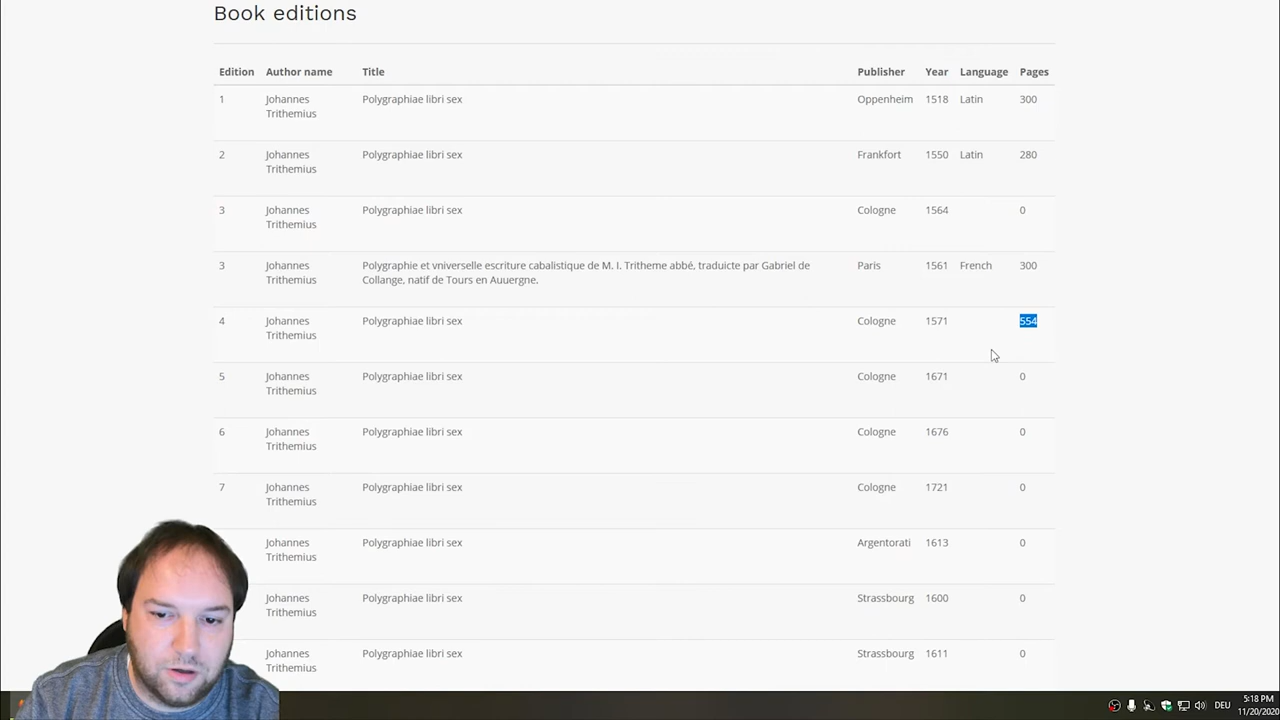 Book editions
Edition Author name Title Publisher Year Language Pages
1 Johannes Polygraphiae libri sex Oppenheim 1518 Latin 300
Trithemius
2 Johannes Polygraphiae libri sex Frankfort 1550 Latin 280
Trithemius
3 Johannes Polygraphiae libri sex Cologne 1564 0
Trithemius
3 Johannes Polygraphie et vniverselle escriture cabalistique de M. I. Tritheme abbé, traduicte par Gabriel de Paris 1561 French 300
Trithemius Collange, natif de Tours en Auuergne.
4 Johannes Polygraphiae libri sex Cologne 1571 554
Trithemius
5 Johannes Polygraphiae libri sex Cologne 1671 0
Trithemius
6 Johannes Polygraphiae libri sex Cologne 1676 0
Trithemius
7 Johannes Polygraphiae libri sex Cologne 1721 0
Trithemius
Johannes Polygraphiae libri sex Argentorati 1613 0
Trithemius
Johannes Polygraphiae libri sex Strassbourg 1600 0
Trithemius
Johannes Polygraphiae libri sex Strassbourg 1611 0
Trithemius
DEU
5:18 PM
11/20/2020